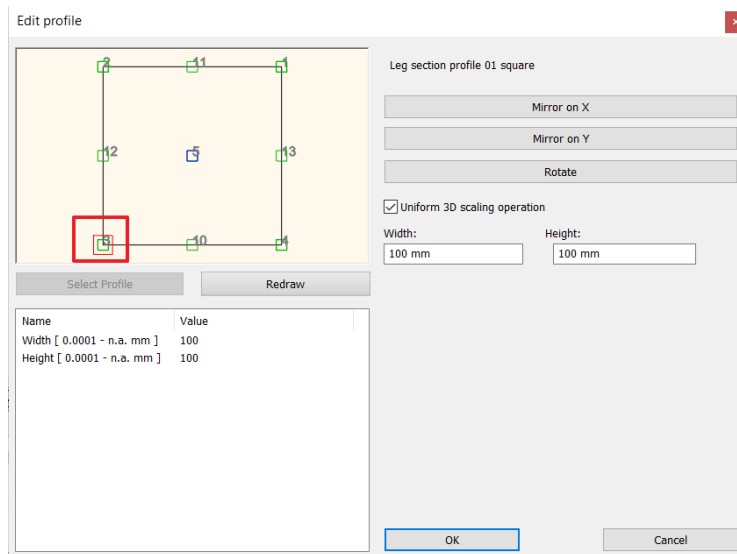 Edit profile
2 11 1
Leg section profile 01 square
Mirror on X
Mirror on Y
12 5 13
Rotate
Uniform 3D scaling operation
Width: Height:
3 10 4
100 mm 100 mm
Select Profile Redraw
Name Value
Width [ 0.0001 - n.a. mm ] 100
Height [ 0.0001 - n.a. mm ] 100
OK Cancel